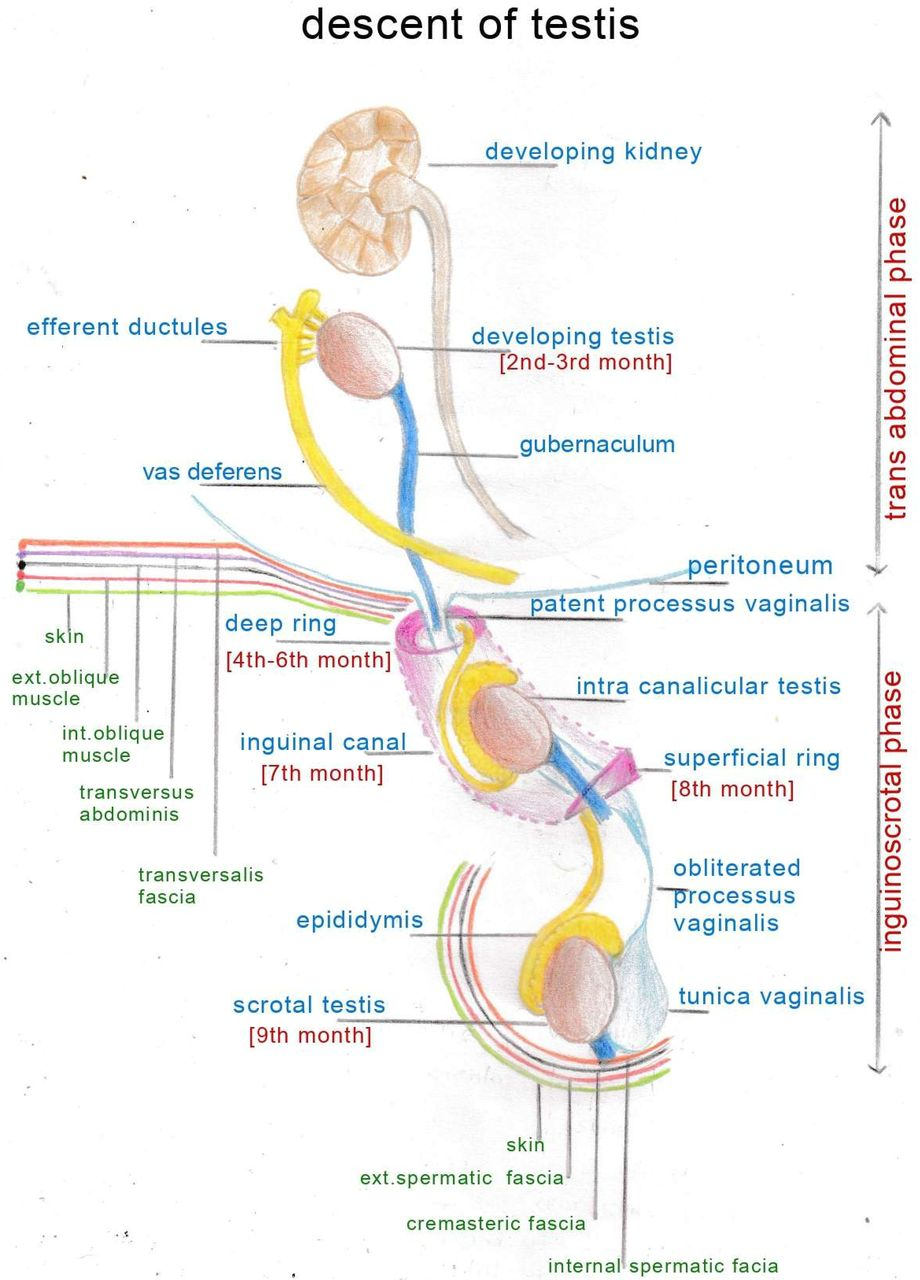 descent of testis
developing kidney
trans abdominal phase
efferent ductules
developing testis
[2nd-3rd month]
gubernaculum
vas deferens
peritoneum
patent processus vaginalis
deep ring
[4th-6th month]
skin
ext.oblique
muscle
intra canalicular testis
int.oblique
muscle
inguinal canal
[7th month]
superficial ring
[8th month]
transversus
abdominis
inguinoscrotal phase
transversalis
fascia
obliterated
processus
vaginalis
epididymis
scrotal testis
[9th month]
tunica vaginalis
skin
ext.spermatic fascia
cremasteric fascia
internal spermatic facia